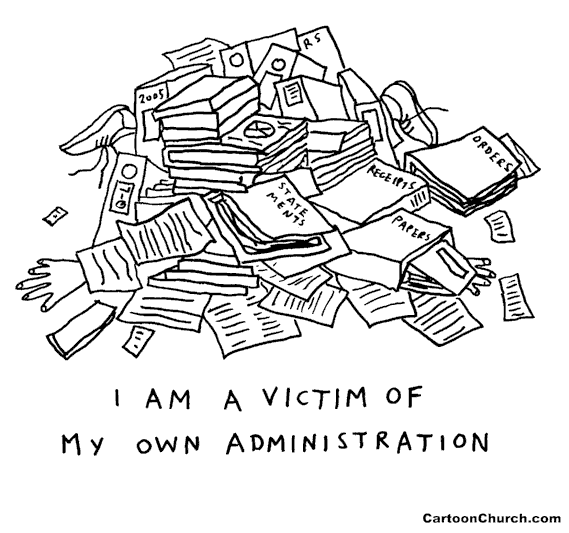 RS
2005
ORDERS
RECEIPTS
STATE
MENTS
PAPERS
I AM A VICTIM OF
MY OWN ADMINISTRATION
CartoonChurch.com